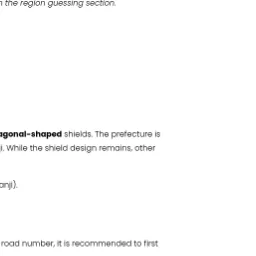 the region guessing section.
agonal-shaped shields. The prefecture is
i. While the shield design remains, other
anji).
road number, it is recommended to first